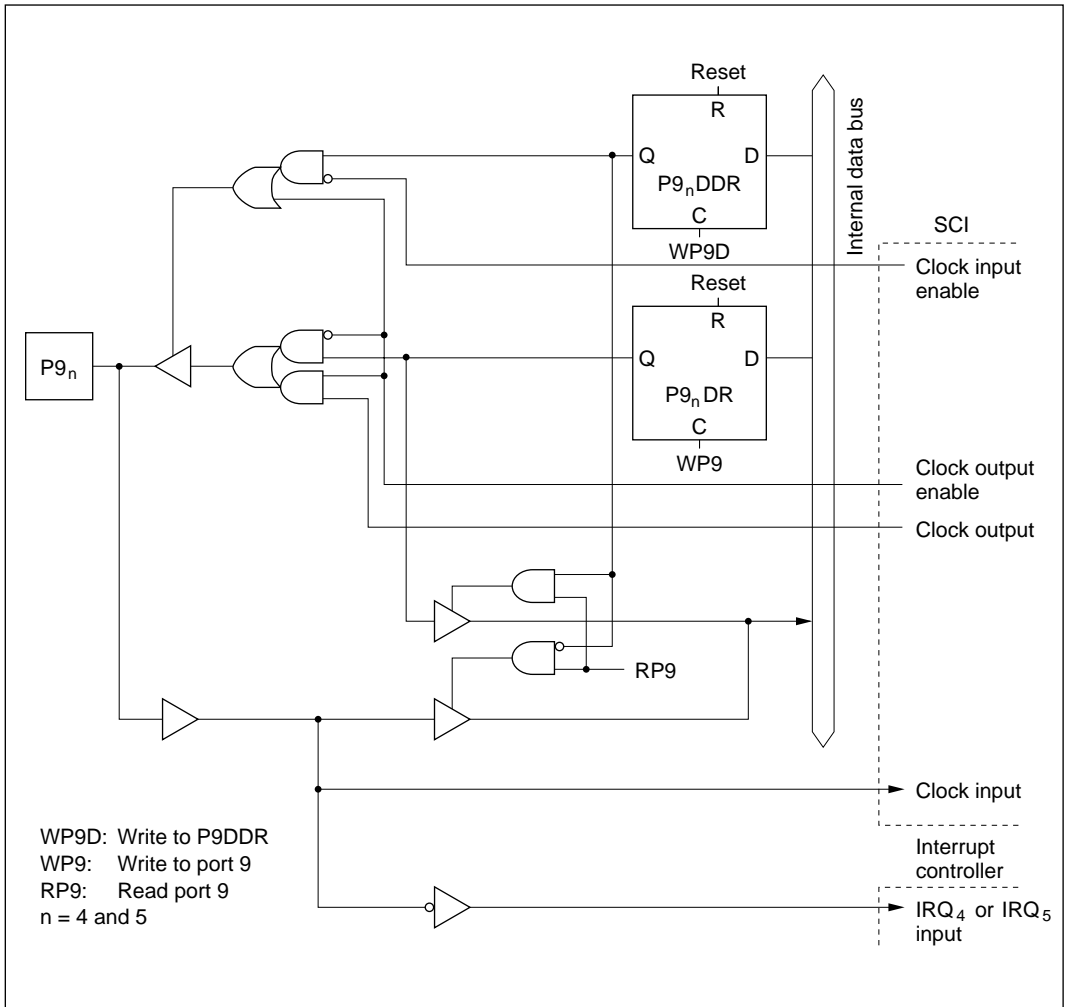 Reset
R
Q D
P9nDDR
C
WP9D
Internal data bus
SCI
Clock input
enable
Reset
R
Q D
P9nDR
C
WP9
P9n
Clock output
enable
Clock output
RP9
Clock input
WP9D: Write to P9DDR
WP9: Write to port 9
RP9: Read port 9
n = 4 and 5
Interrupt
controller
IRQ4 or IRQ5
input